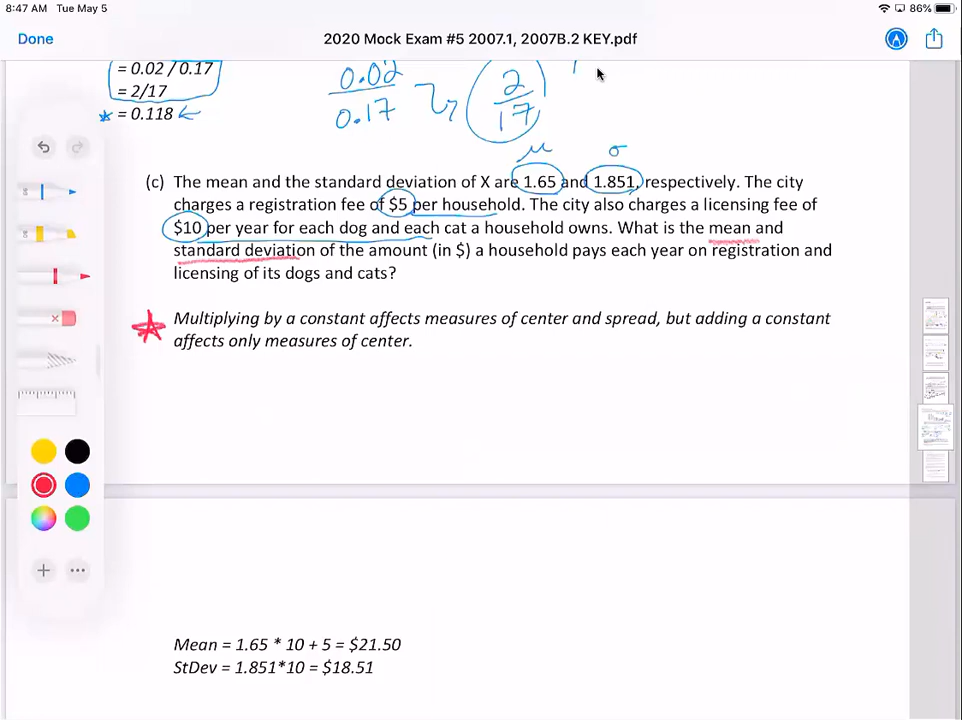 8:47 AM Tue May 5
86%
Done
2020 Mock Exam #5 2007.1, 2007B.2 KEY.pdf
= 0.02 / 0.17
= 2/17
* = 0.118 ←
0.02
0.17
2
17
μ σ
(c) The mean and the standard deviation of X are 1.65 and 1.851, respectively. The city
charges a registration fee of $5 per household. The city also charges a licensing fee of
$10 per year for each dog and each cat a household owns. What is the mean and
standard deviation of the amount (in $) a household pays each year on registration and
licensing of its dogs and cats?
Multiplying by a constant affects measures of center and spread, but adding a constant
affects only measures of center.
Mean = 1.65 * 10 + 5 = $21.50
StDev = 1.851*10 = $18.51